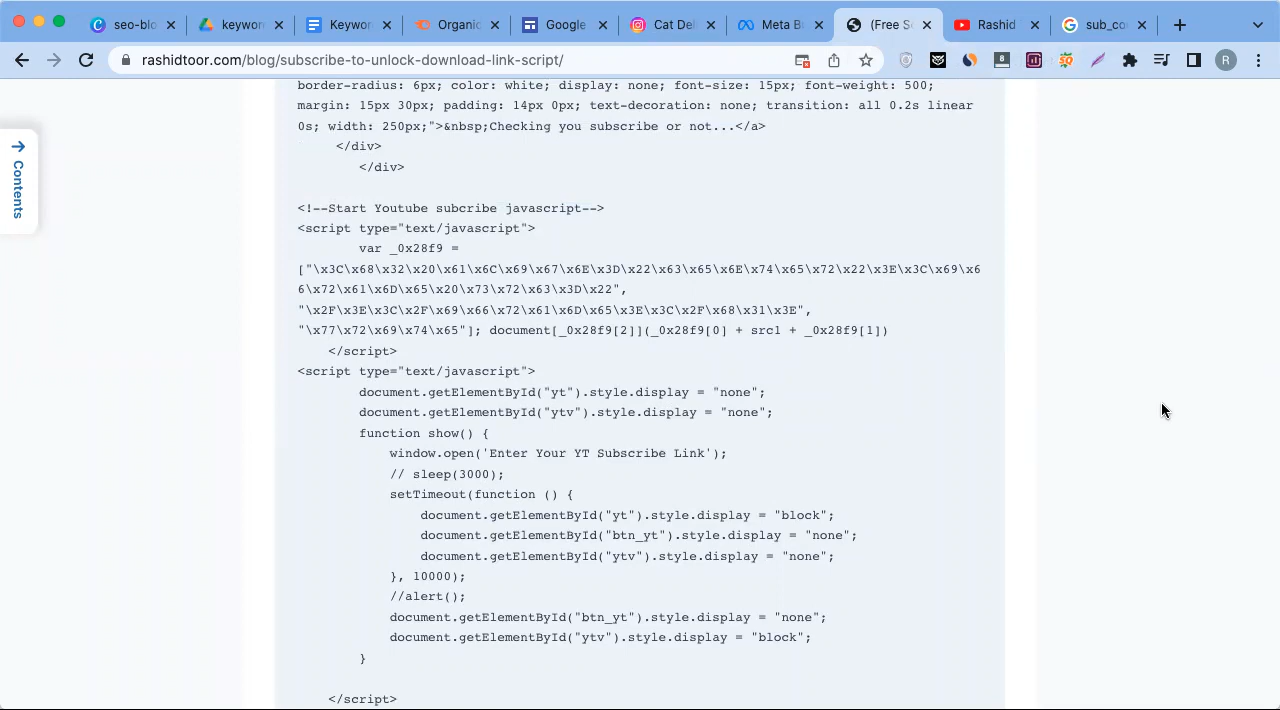 seo-blo
keywor
Keywor
Organic
Google
Cat Del
Meta B
(Free S
Rashid
sub_co
rashidtoor.com/blog/subscribe-to-unlock-download-link-script/
8
R
Contents
border-radius: 6px; color: white; display: none; font-size: 15px; font-weight: 500;
margin: 15px 30px; padding: 14px 0px; text-decoration: none; transition: all 0.2s linear
0s; width: 250px;">&nbsp;Checking you subscribe or not...</a>
</div>
</div>
<!--Start Youtube subcribe javascript-->
<script type="text/javascript">
var _0x28f9 =
["\x3C\x68\x32\x20\x61\x6C\x69\x67\x6E\x3D\x22\x63\x65\x6E\x74\x65\x72\x22\x3E\x3C\x69\x6
6\x72\x61\x6D\x65\x20\x73\x72\x63\x3D\x22",
"\x2F\x3E\x3C\x2F\x69\x66\x72\x61\x6D\x65\x3E\x3C\x2F\x68\x31\x3E",
"\x77\x72\x69\x74\x65"]; document[_0x28f9[2]](_0x28f9[0] + src1 + _0x28f9[1])
</script>
<script type="text/javascript">
document.getElementById("yt").style.display = "none";
document.getElementById("ytv").style.display = "none";
function show() {
window.open('Enter Your YT Subscribe Link');
// sleep(3000);
setTimeout(function () {
document.getElementById("yt").style.display = "block";
document.getElementById("btn_yt").style.display = "none";
document.getElementById("ytv").style.display = "none";
}, 10000);
//alert();
document.getElementById("btn_yt").style.display = "none";
document.getElementById("ytv").style.display = "block";
}
</script>